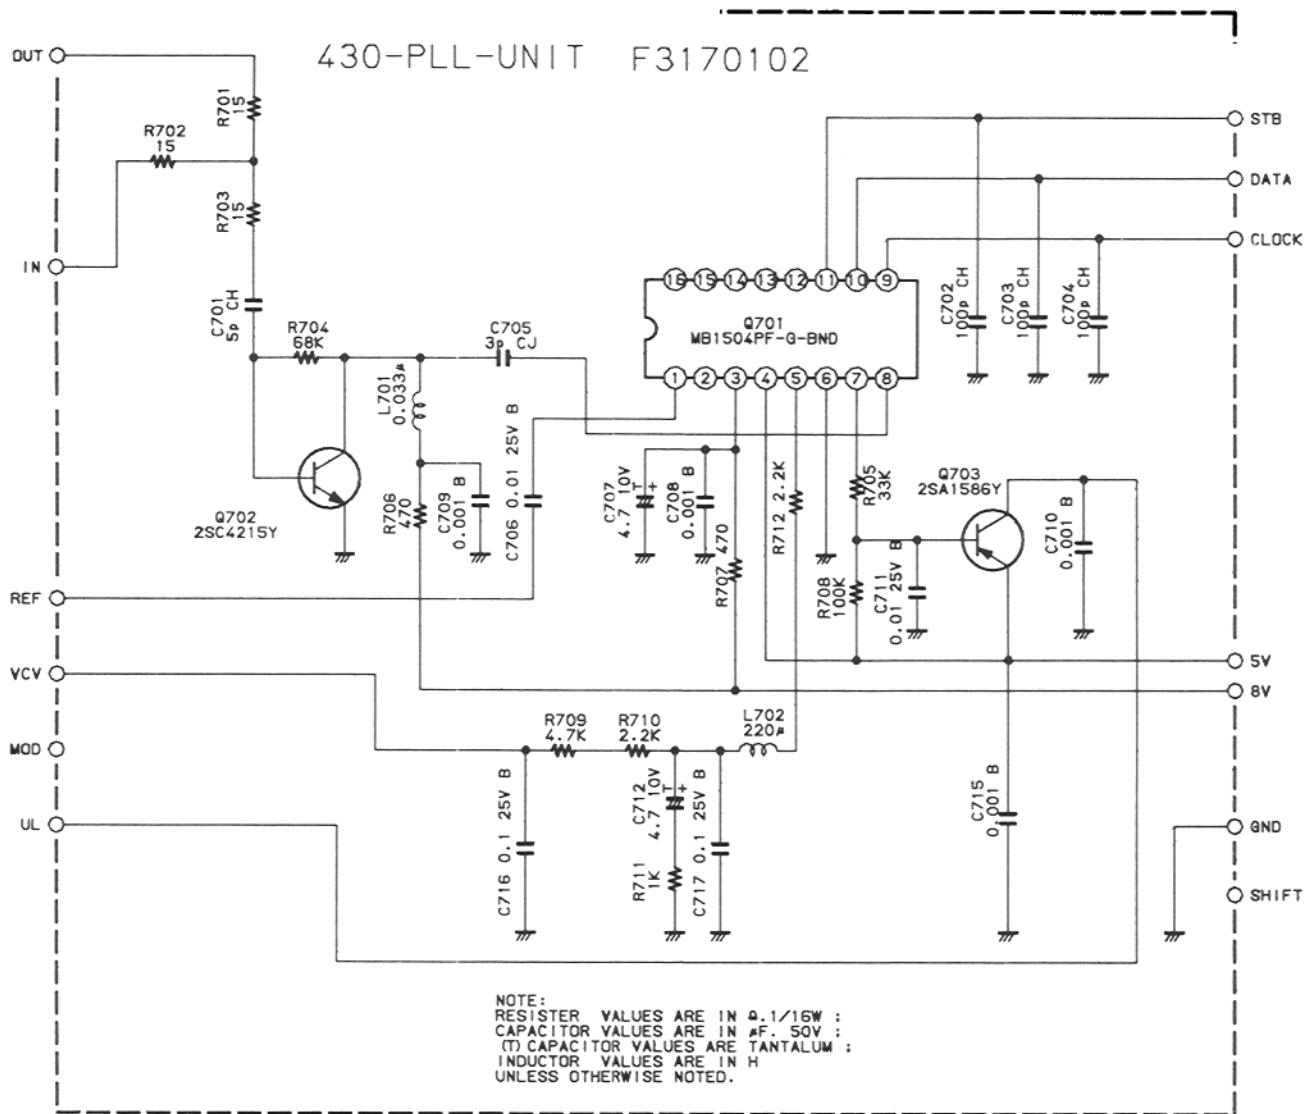 430-PLL-UNIT F3170102
OUT
R701
15
R702
15
R703
15
IN
C701
5p CH
R704
68K
L701
0.033μ
C705
3p CJ
Q702
2SC4215Y
R706
470
C709
0.001 B
C706 0.01 25V B
16 15 14 13 12 11 10 9
Q701
MB1504PF-G-BND
1 2 3 4 5 6 7 8
STB
DATA
CLOCK
C702
100p CH
C703
100p CH
C704
100p CH
T +
C707
4.7 10V
C708
0.001 B
R707 470
R712 2.2K
R705
33K
R708
100K
C711
0.01 25V B
Q703
2SA1586Y
C710
0.001 B
REF
VCV
MOD
UL
5V
8V
GND
SHIFT
R709
4.7K
R710
2.2K
L702
220μ
C716 0.1 25V B
T +
C712
4.7 10V
R711
1K
C717 0.1 25V B
C715
0.001 B
NOTE:
RESISTER VALUES ARE IN Ω. 1/16W ;
CAPACITOR VALUES ARE IN μF. 50V ;
(T) CAPACITOR VALUES ARE TANTALUM ;
INDUCTOR VALUES ARE IN H
UNLESS OTHERWISE NOTED.